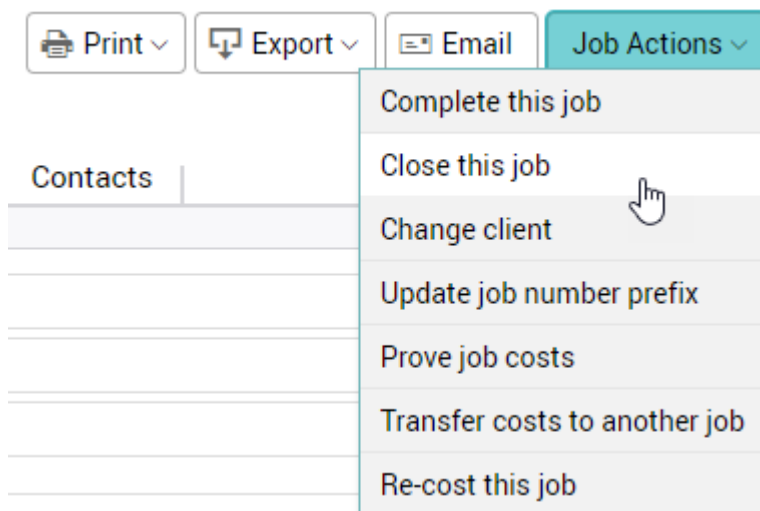 Print
Export
Email
Job Actions
Contacts
Complete this job
Close this job
Change client
Update job number prefix
Prove job costs
Transfer costs to another job
Re-cost this job